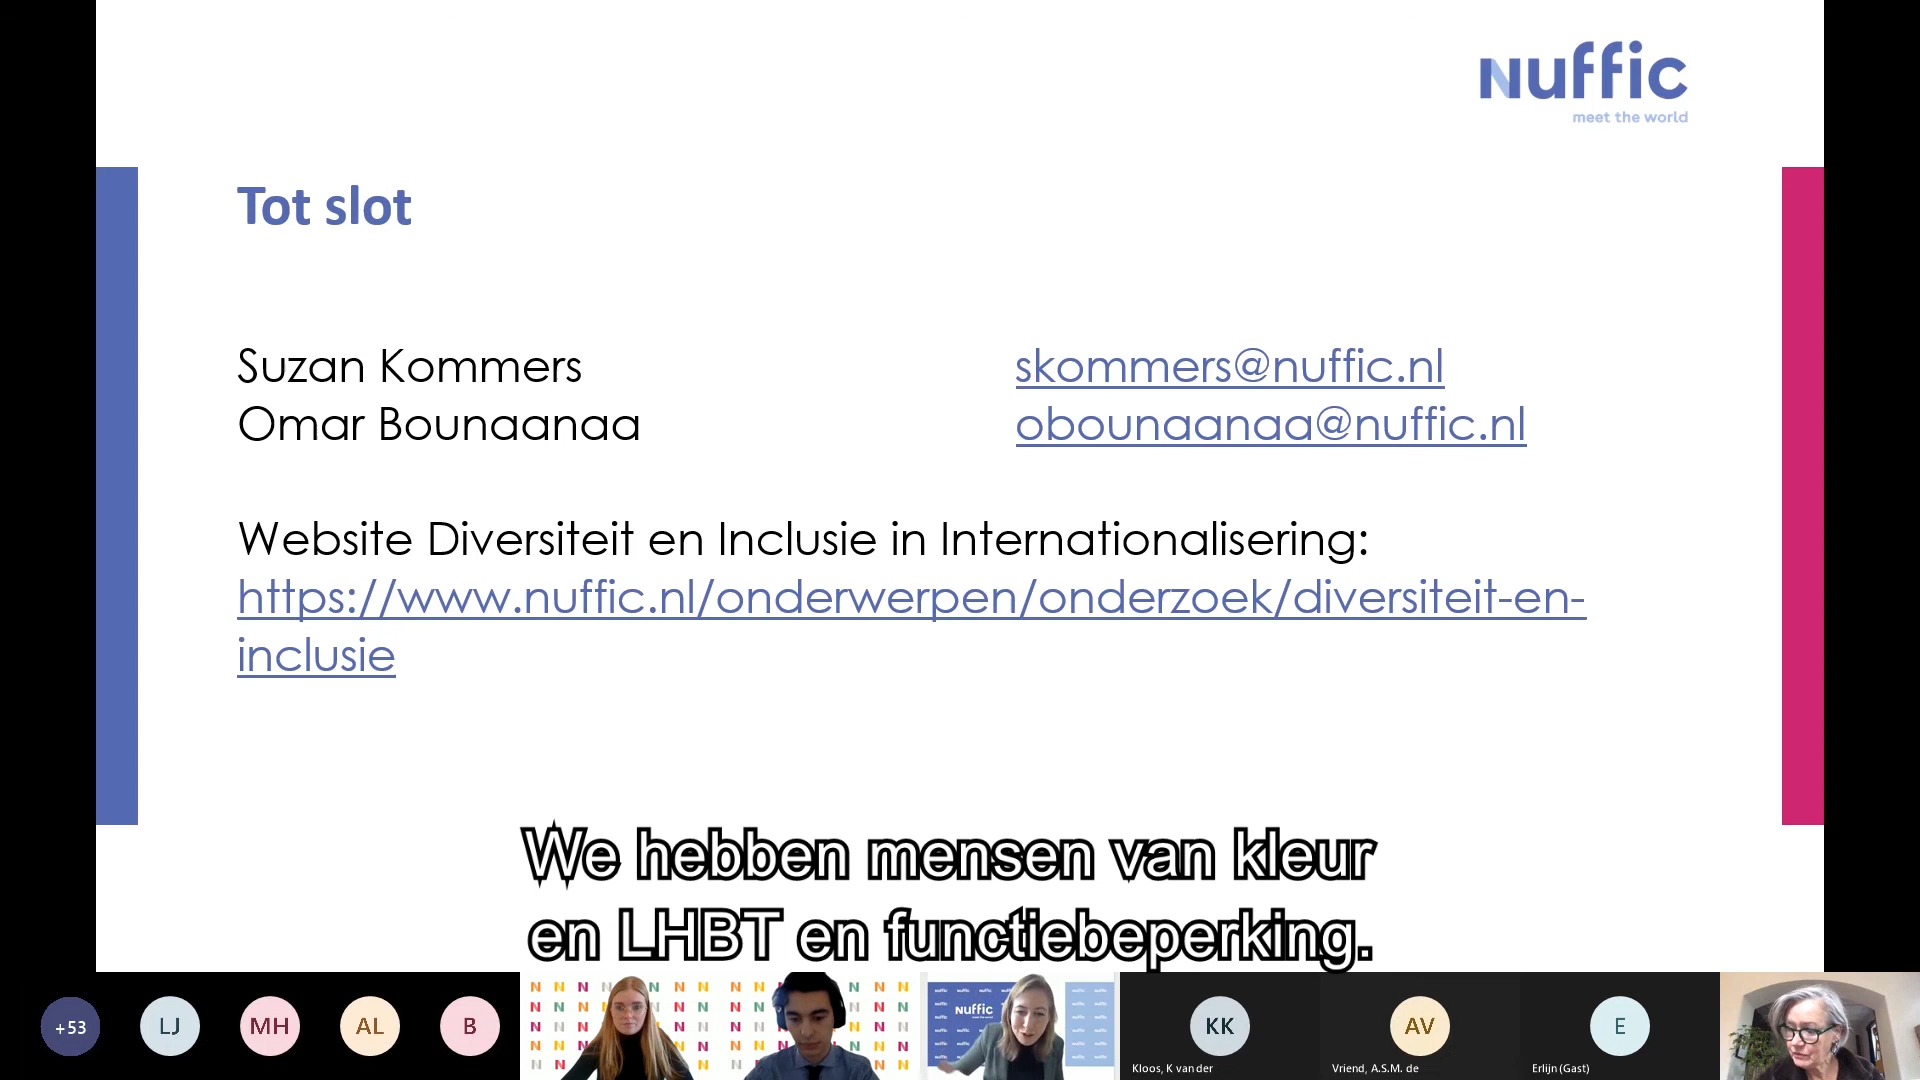 Nuffic
meet the world
Tot slot
Suzan Kommers skommers@nuffic.nl
Omar Bounaanaa obounaanaa@nuffic.nl
Website Diversiteit en Inclusie in Internationalisering:
https://www.nuffic.nl/onderwerpen/onderzoek/diversiteit-en-
inclusie
We hebben mensen van kleur
en LHBT en functiebeperking.
+53 LJ MH AL B Nuffic KK AV E
Kloos, K van der Vriend, A.S.M. de Erlijn (Gast)